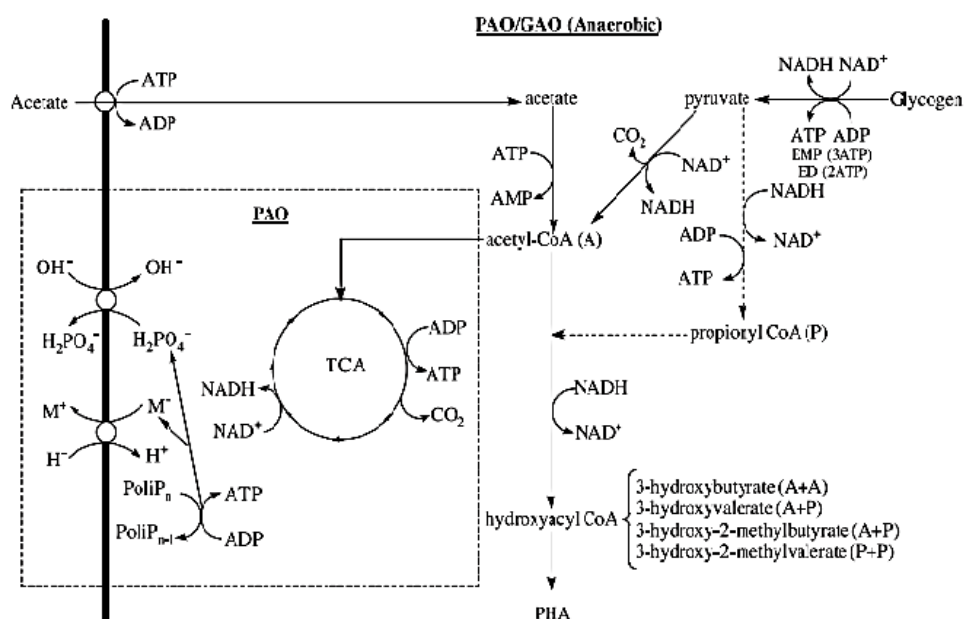 PAO/GAO (Anaerobic)
NADH NAD⁺
ATP
Acetate
acetate
pyruvate
Glycogen
ADP
ATP ADP
EMP (3ATP)
ED (2ATP)
CO₂
ATP
NAD⁺
NADH
AMP
NADH
PAO
ADP
NAD⁺
acetyl-CoA (A)
ATP
OH⁻
OH⁻
H₂PO₄⁻
H₂PO₄⁻
ADP
propionyl CoA (P)
TCA
ATP
NADH
NADH
M⁺
M⁻
CO₂
NAD⁺
NAD⁺
H⁻
H⁺
PoliPₙ
ATP
3-hydroxybutyrate (A+A)
3-hydroxyvalerate (A+P)
hydroxyacyl CoA
3-hydroxy-2-methylbutyrate (A+P)
PoliPₙ₋₁
ADP
3-hydroxy-2-methylvalerate (P+P)
PHA